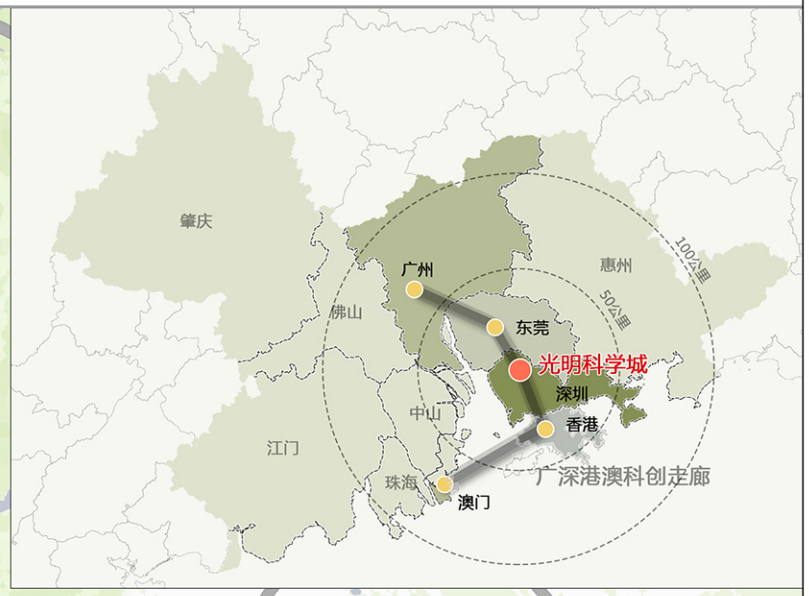 肇庆
100公里
惠州
广州
50公里
佛山
东莞
光明科学城
深圳
中山
香港
江门
广深港澳科创走廊
珠海
澳门